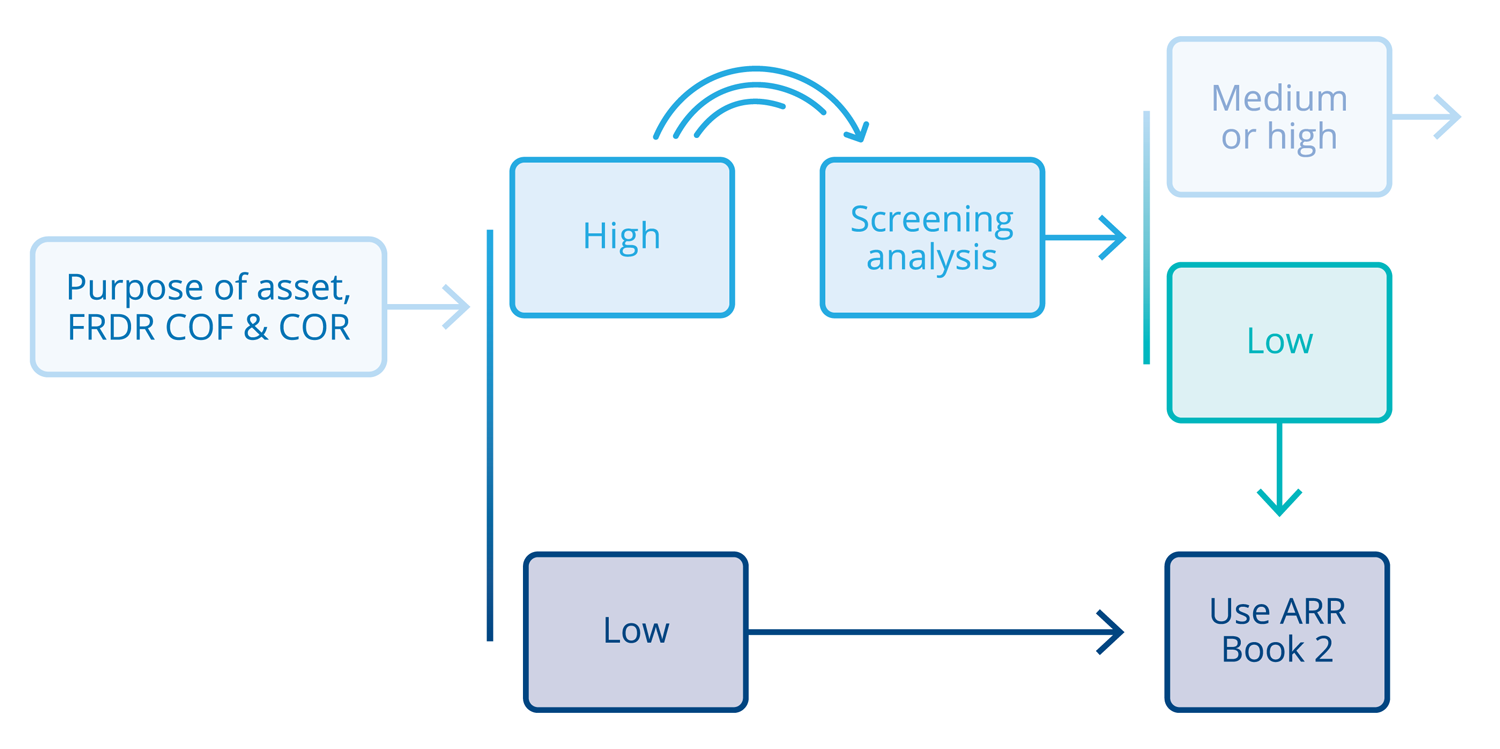 Purpose of asset,
FRDR COF & COR
High
Screening
analysis
Medium
or high
Low
Low
Use ARR
Book 2